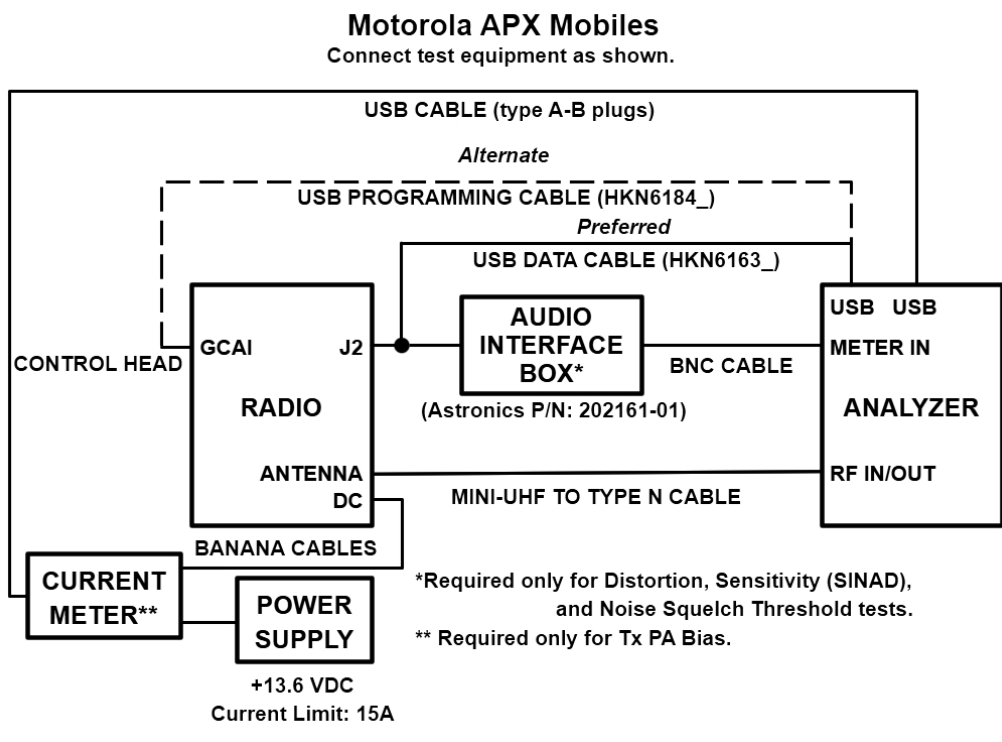 Motorola APX Mobiles
Connect test equipment as shown.
USB CABLE (type A-B plugs)
Alternate
USB PROGRAMMING CABLE (HKN6184_)
Preferred
USB DATA CABLE (HKN6163_)
USB USB
AUDIO
INTERFACE
BOX*
GCAI
J2
METER IN
CONTROL HEAD
BNC CABLE
RADIO
(Astronics P/N: 202161-01)
ANALYZER
ANTENNA
RF IN/OUT
DC
MINI-UHF TO TYPE N CABLE
BANANA CABLES
CURRENT
METER**
POWER
SUPPLY
*Required only for Distortion, Sensitivity (SINAD),
and Noise Squelch Threshold tests.
** Required only for Tx PA Bias.
+13.6 VDC
Current Limit: 15A